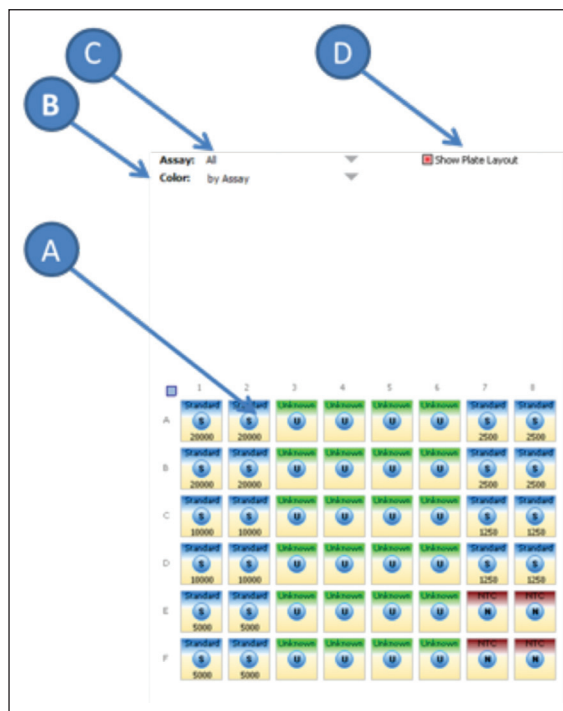 C
D
B
Assay: All
Show Plate Layout
Color: by Assay
A
1 2 3 4 5 6 7 8
Standard Standard Unknown Unknown Unknown Unknown Standard Standard
A S S U U U U S S
20000 20000 2500 2500
Standard Standard Unknown Unknown Unknown Unknown Standard Standard
B S S U U U U S S
20000 20000 2500 2500
Standard Standard Unknown Unknown Unknown Unknown Standard Standard
C S S U U U U S S
10000 10000 1250 1250
Standard Standard Unknown Unknown Unknown Unknown Standard Standard
D S S U U U U S S
10000 10000 1250 1250
Standard Standard Unknown Unknown Unknown Unknown NTC NTC
E S S U U U U N N
5000 5000
Standard Standard Unknown Unknown Unknown Unknown NTC NTC
F S S U U U U N N
5000 5000